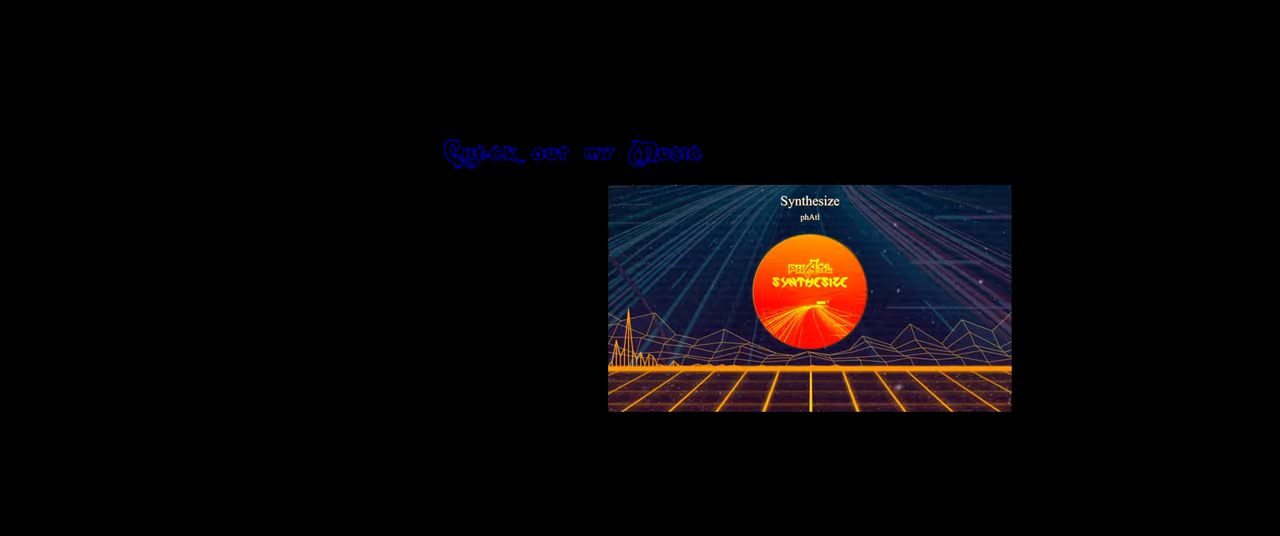 Check out my Music
Synthesize
phAtl
PHATL
SYNTHESIZE